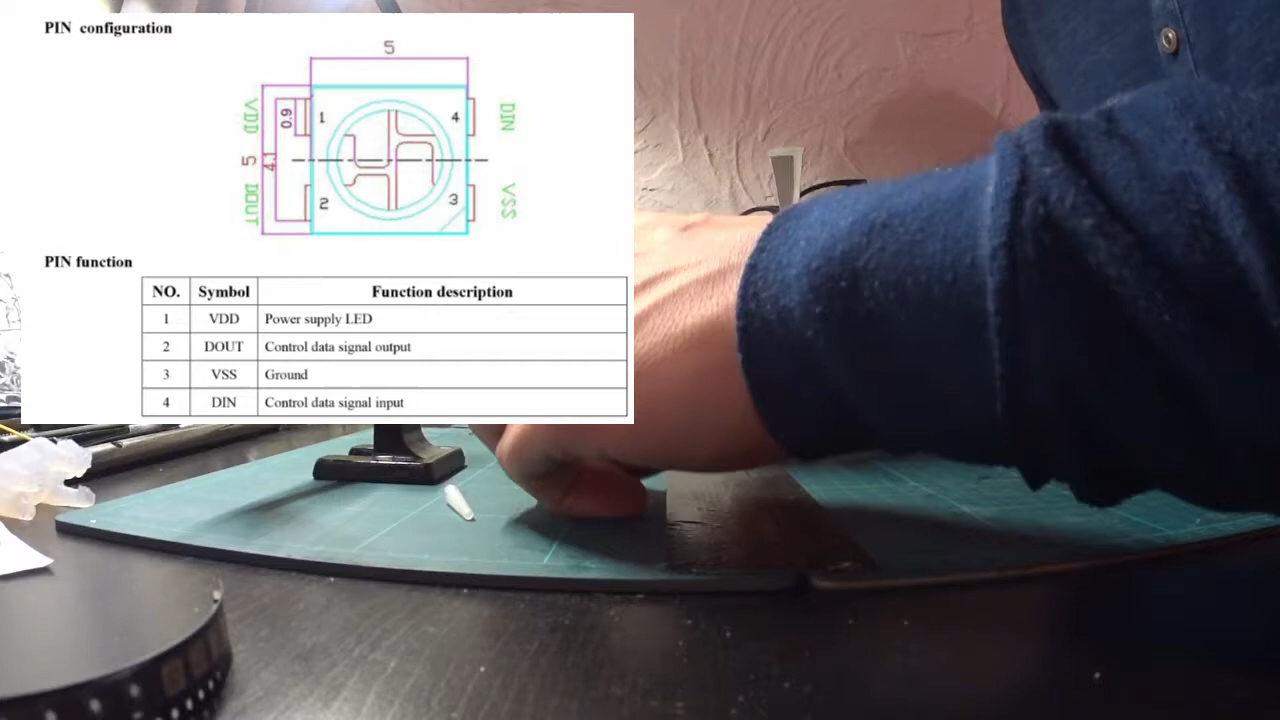 PIN configuration
5
VDD
0.9
1
4
DIN
5
4.1
DOUT
2
3
VSS
PIN function
NO. Symbol Function description
1 VDD Power supply LED
2 DOUT Control data signal output
3 VSS Ground
4 DIN Control data signal input